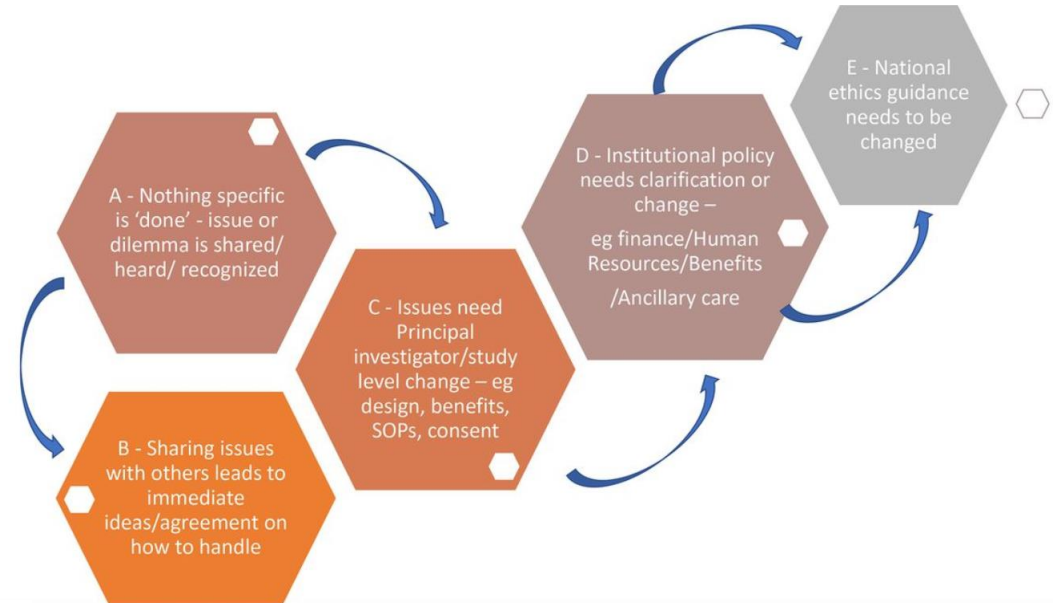 A - Nothing specific
is ‘done’ - issue or
dilemma is shared/
heard/ recognized
B - Sharing issues
with others leads to
immediate
ideas/agreement on
how to handle
C - Issues need
Principal
investigator/study
level change – eg
design, benefits,
SOPs, consent
D - Institutional policy
needs clarification or
change –
eg finance/Human
Resources/Benefits
/Ancillary care
E - National
ethics guidance
needs to be
changed